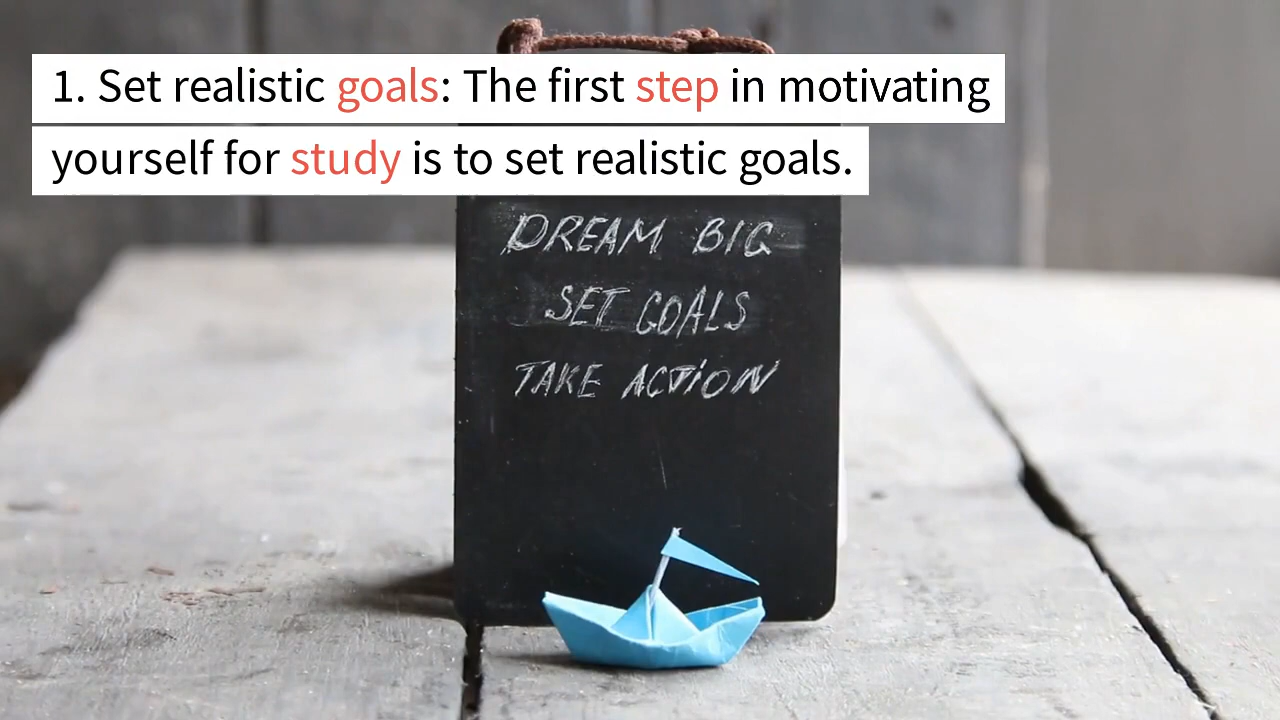 1. Set realistic goals: The first step in motivating
yourself for study is to set realistic goals.
DREAM BIG
SET GOALS
TAKE ACTION